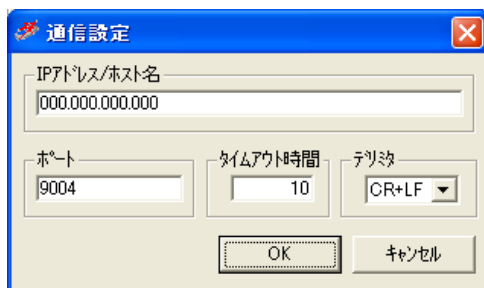 通信設定
IPｱﾄﾞﾚｽ/ﾎｽﾄ名
000.000.000.000
ﾎﾟｰﾄ
ﾀｲﾑｱｳﾄ時間
ﾃﾞﾘﾐﾀ
9004
10
CR+LF
OK
ｷｬﾝｾﾙ